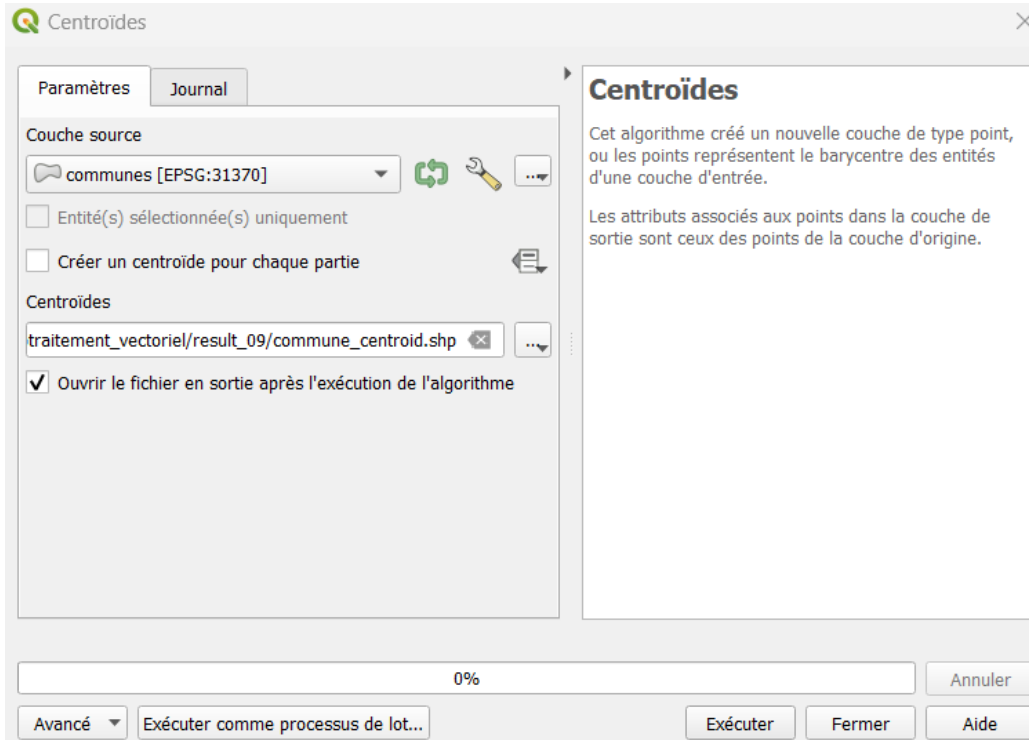 Centroïdes
Paramètres
Journal
Couche source
communes [EPSG:31370]
...
Entité(s) sélectionnée(s) uniquement
Créer un centroïde pour chaque partie
Centroïdes
traitement_vectoriel/result_09/commune_centroid.shp
...
Ouvrir le fichier en sortie après l'exécution de l'algorithme
Centroïdes
Cet algorithme créé un nouvelle couche de type point,
ou les points représentent le barycentre des entités
d'une couche d'entrée.
Les attributs associés aux points dans la couche de
sortie sont ceux des points de la couche d'origine.
0%
Annuler
Avancé
Exécuter comme processus de lot...
Exécuter
Fermer
Aide